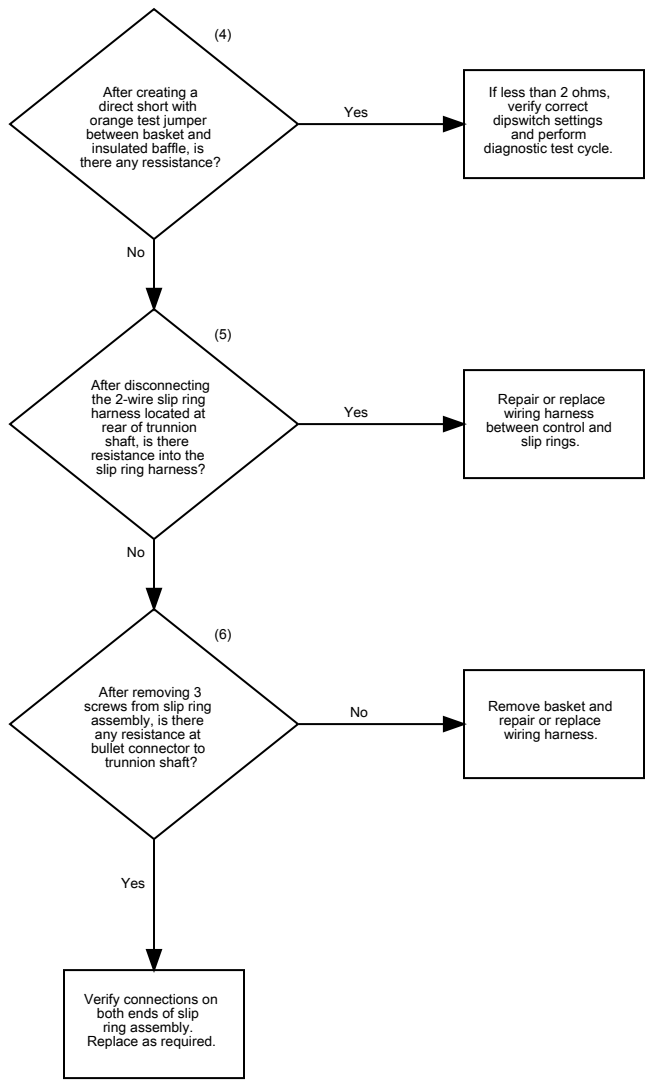 (4)
After creating a
direct short with
orange test jumper
between basket and
insulated baffle, is
there any ressistance?
Yes
If less than 2 ohms,
verify correct
dipswitch settings
and perform
diagnostic test cycle.
No
(5)
After disconnecting
the 2-wire slip ring
harness located at
rear of trunnion
shaft, is there
resistance into the
slip ring harness?
Yes
Repair or replace
wiring harness
between control and
slip rings.
No
(6)
After removing 3
screws from slip ring
assembly, is there
any resistance at
bullet connector to
trunnion shaft?
No
Remove basket and
repair or replace
wiring harness.
Yes
Verify connections on
both ends of slip
ring assembly.
Replace as required.